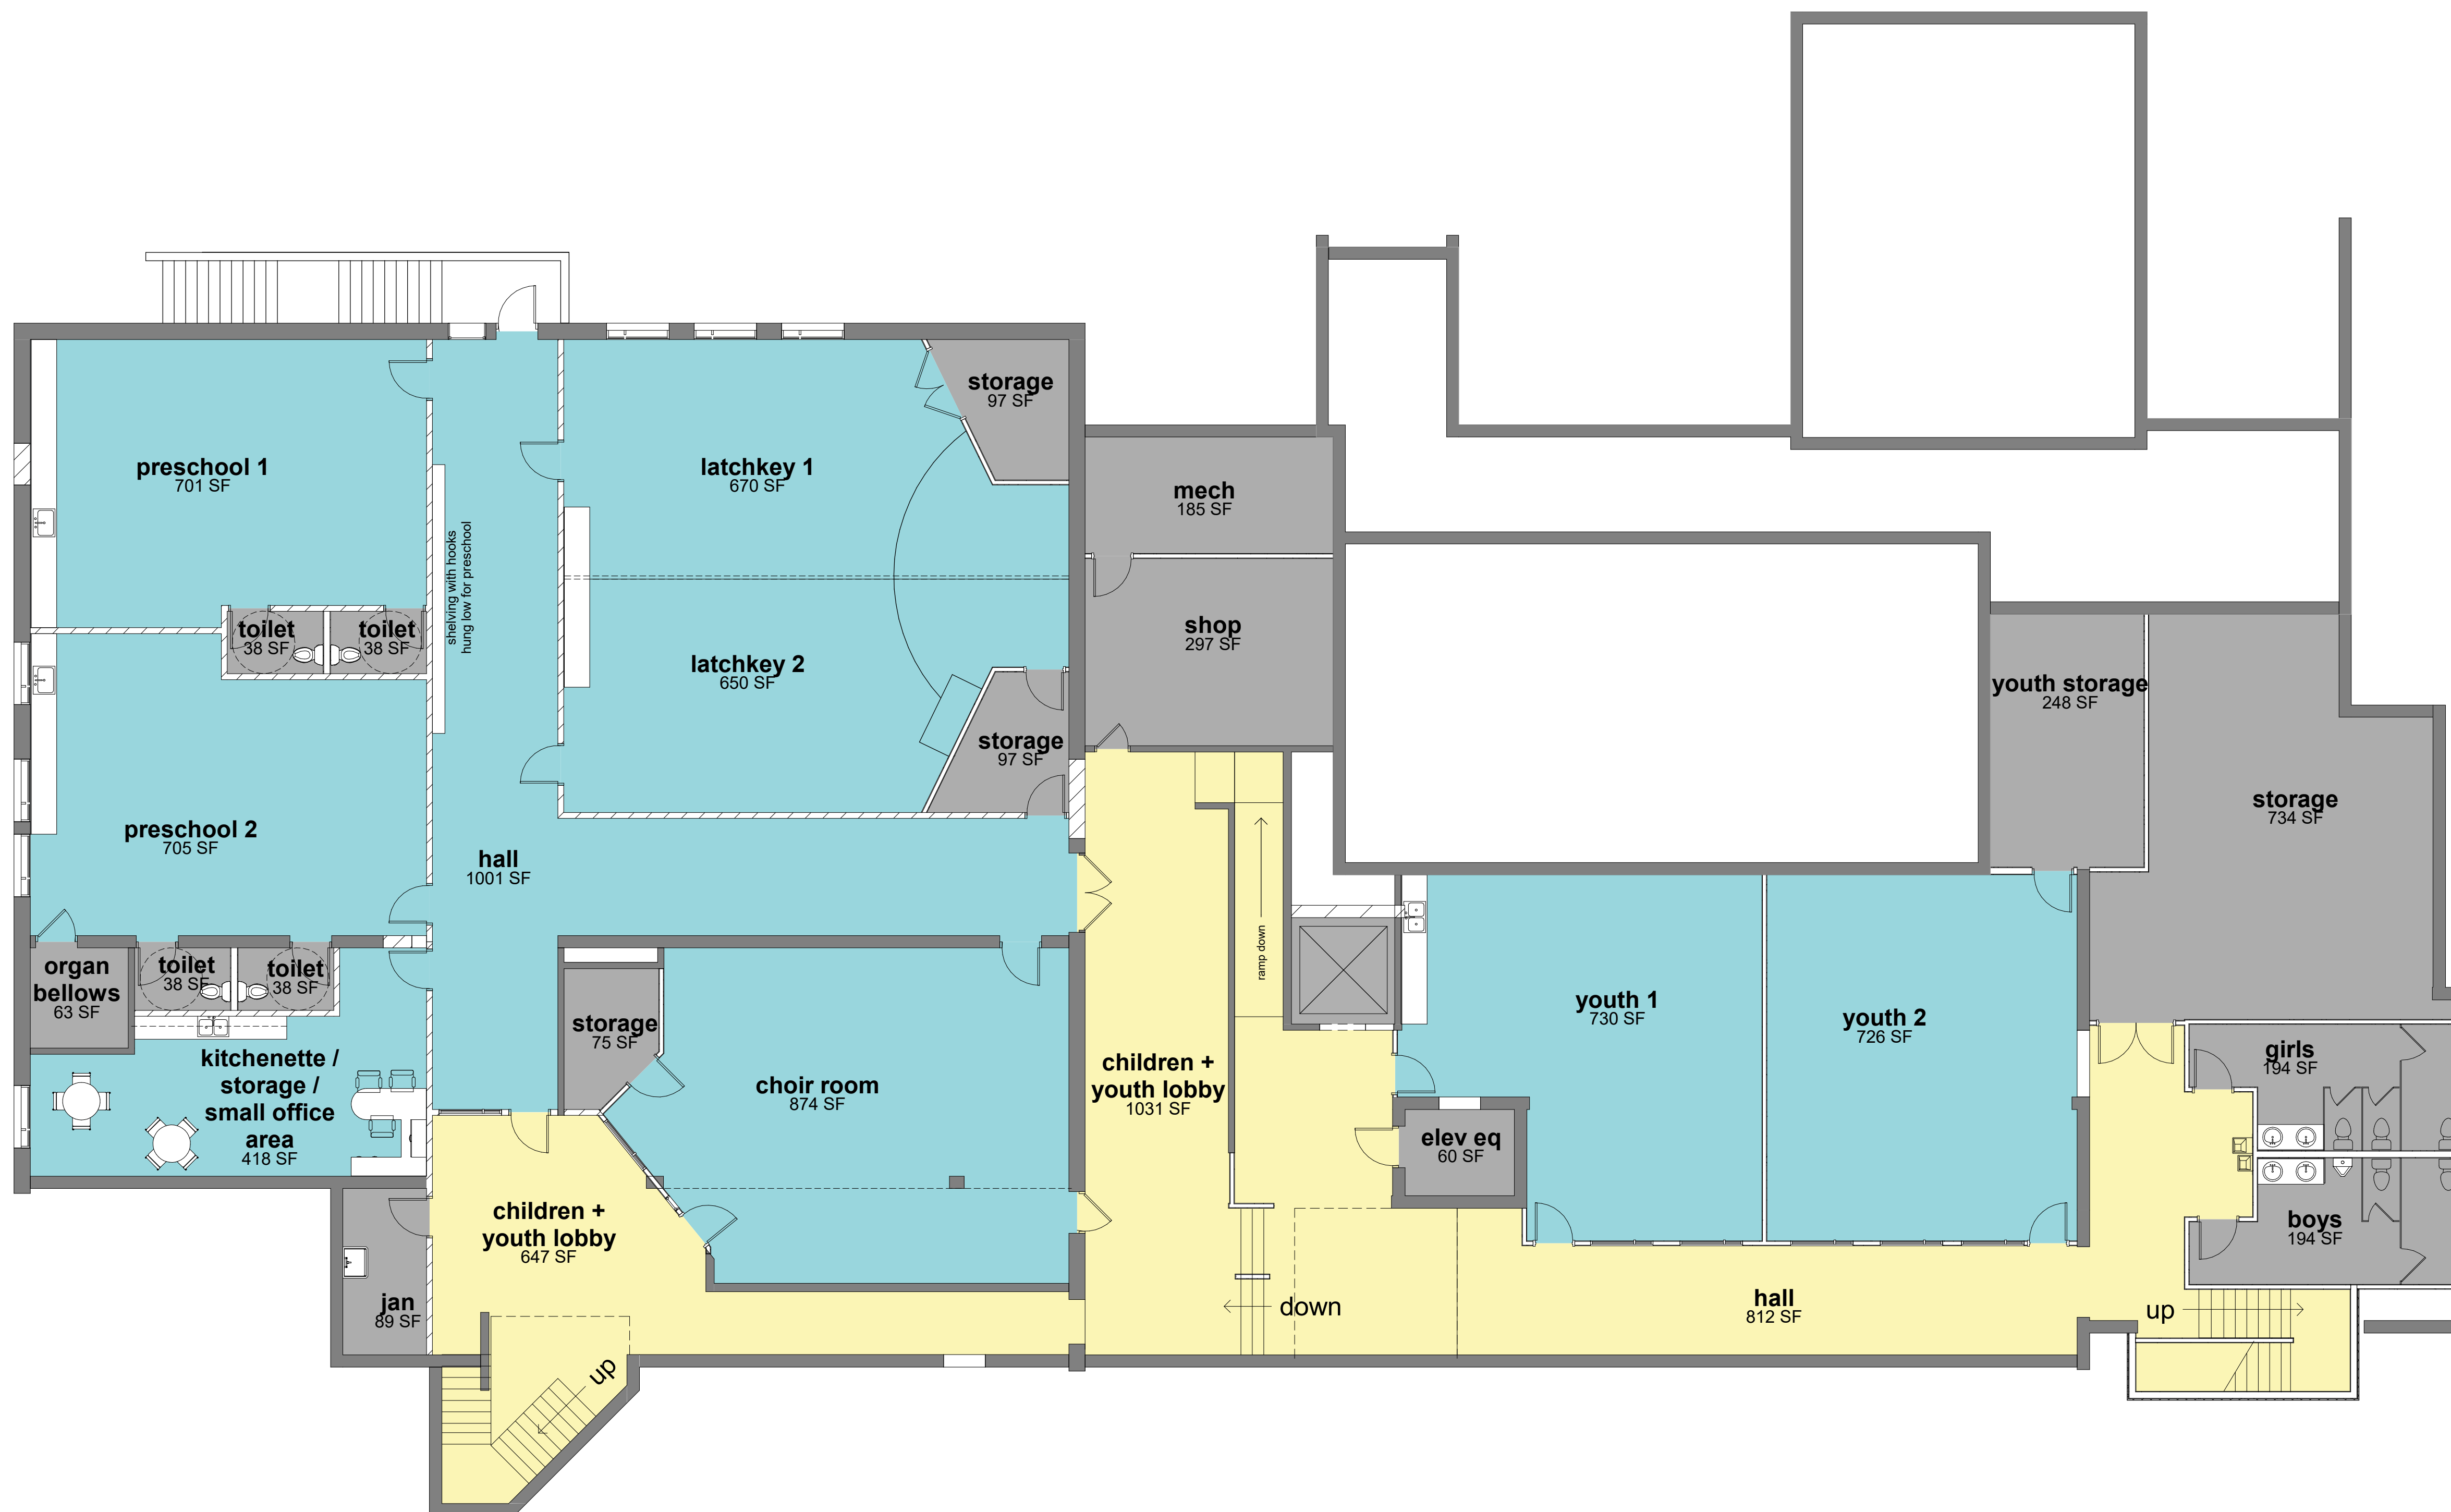 storage
97 SF
preschool 1
701 SF
latchkey 1
670 SF
mech
185 SF
shelving with hooks
hung low for preschool
toilet
38 SF
toilet
38 SF
shop
297 SF
latchkey 2
650 SF
youth storage
248 SF
storage
97 SF
storage
734 SF
preschool 2
705 SF
hall
1001 SF
ramp down
organ
bellows
63 SF
toilet
38 SF
toilet
38 SF
storage
75 SF
youth 1
730 SF
youth 2
726 SF
kitchenette /
storage /
small office
area
418 SF
choir room
874 SF
children +
youth lobby
1031 SF
girls
194 SF
elev eq
60 SF
children +
youth lobby
647 SF
boys
194 SF
jan
89 SF
down
hall
812 SF
up
up